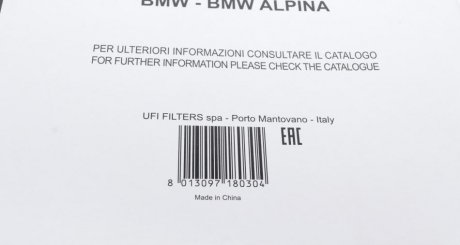 BMW - BMW ALPINA
PER ULTERIORI INFORMAZIONI CONSULTARE IL CATALOGO
FOR FURTHER INFORMATION PLEASE CHECK THE CATALOGUE
UFI FILTERS spa - Porto Mantovano - Italy
EAC
8 013097 180304
Made in China